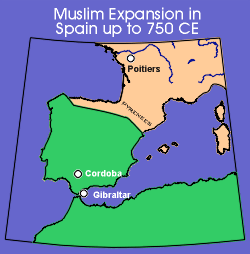 Muslim Expansion in
Spain up to 750 CE
Poitiers
PYRENEES
Cordoba
Gibraltar